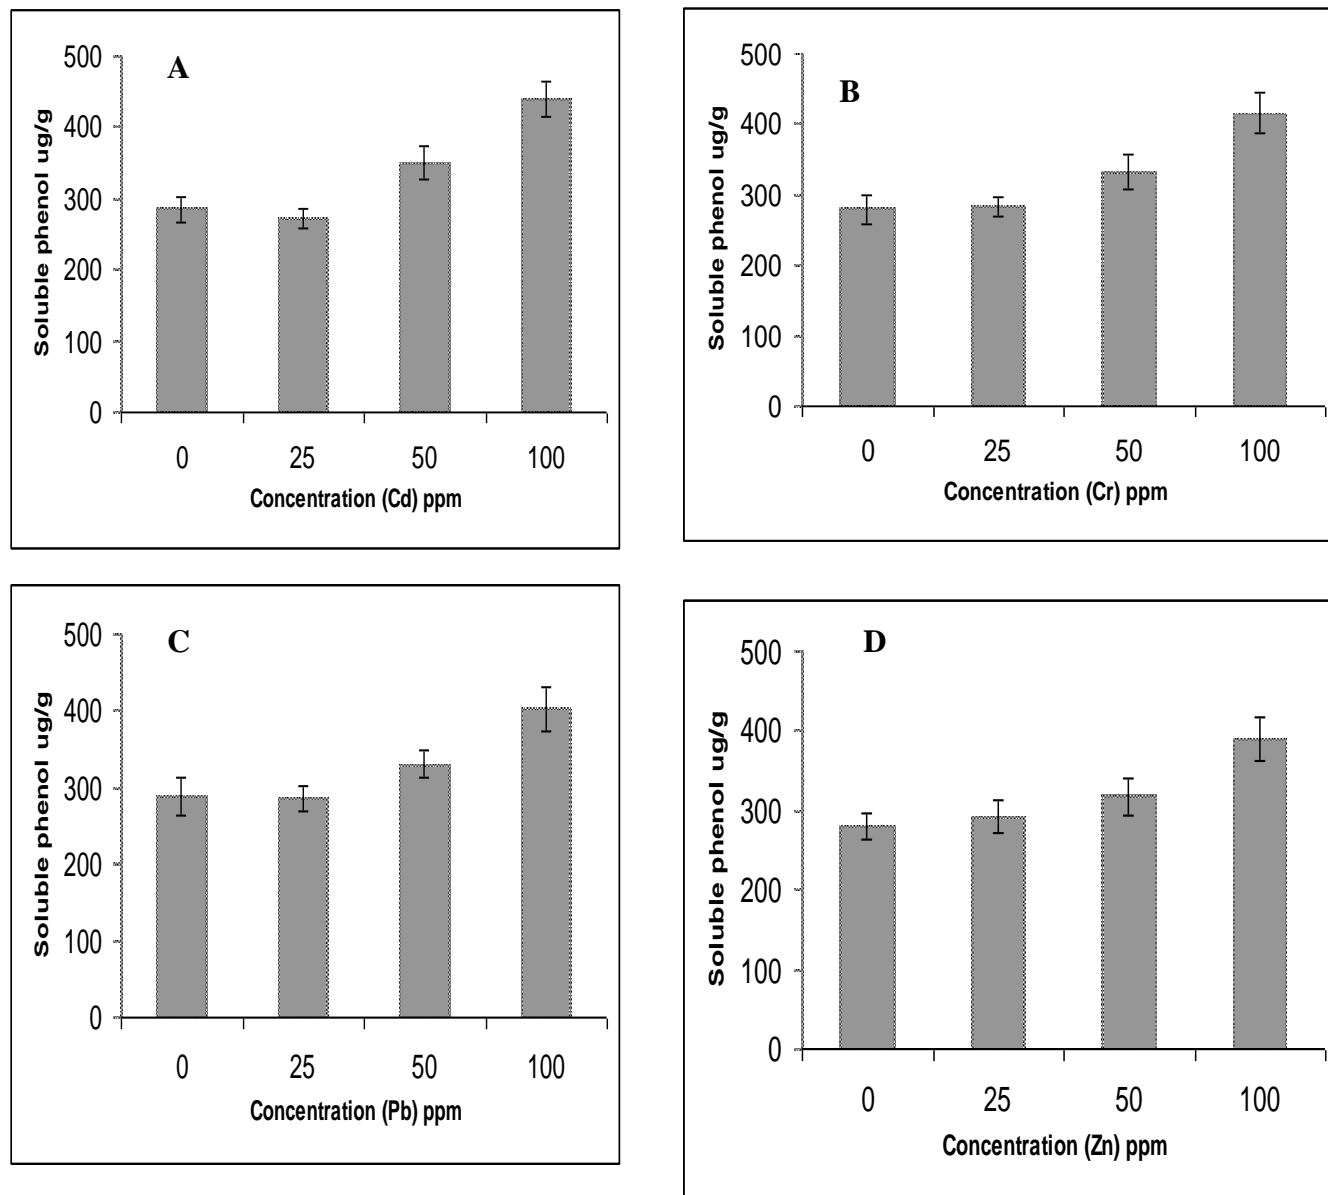 A
Soluble phenol ug/g
500
400
300
200
100
0
0 25 50 100
Concentration (Cd) ppm
B
Soluble phenol ug/g
500
400
300
200
100
0
0 25 50 100
Concentration (Cr) ppm
C
Soluble phenol ug/g
500
400
300
200
100
0
0 25 50 100
Concentration (Pb) ppm
D
Soluble phenol ug/g
500
400
300
200
100
0
0 25 50 100
Concentration (Zn) ppm